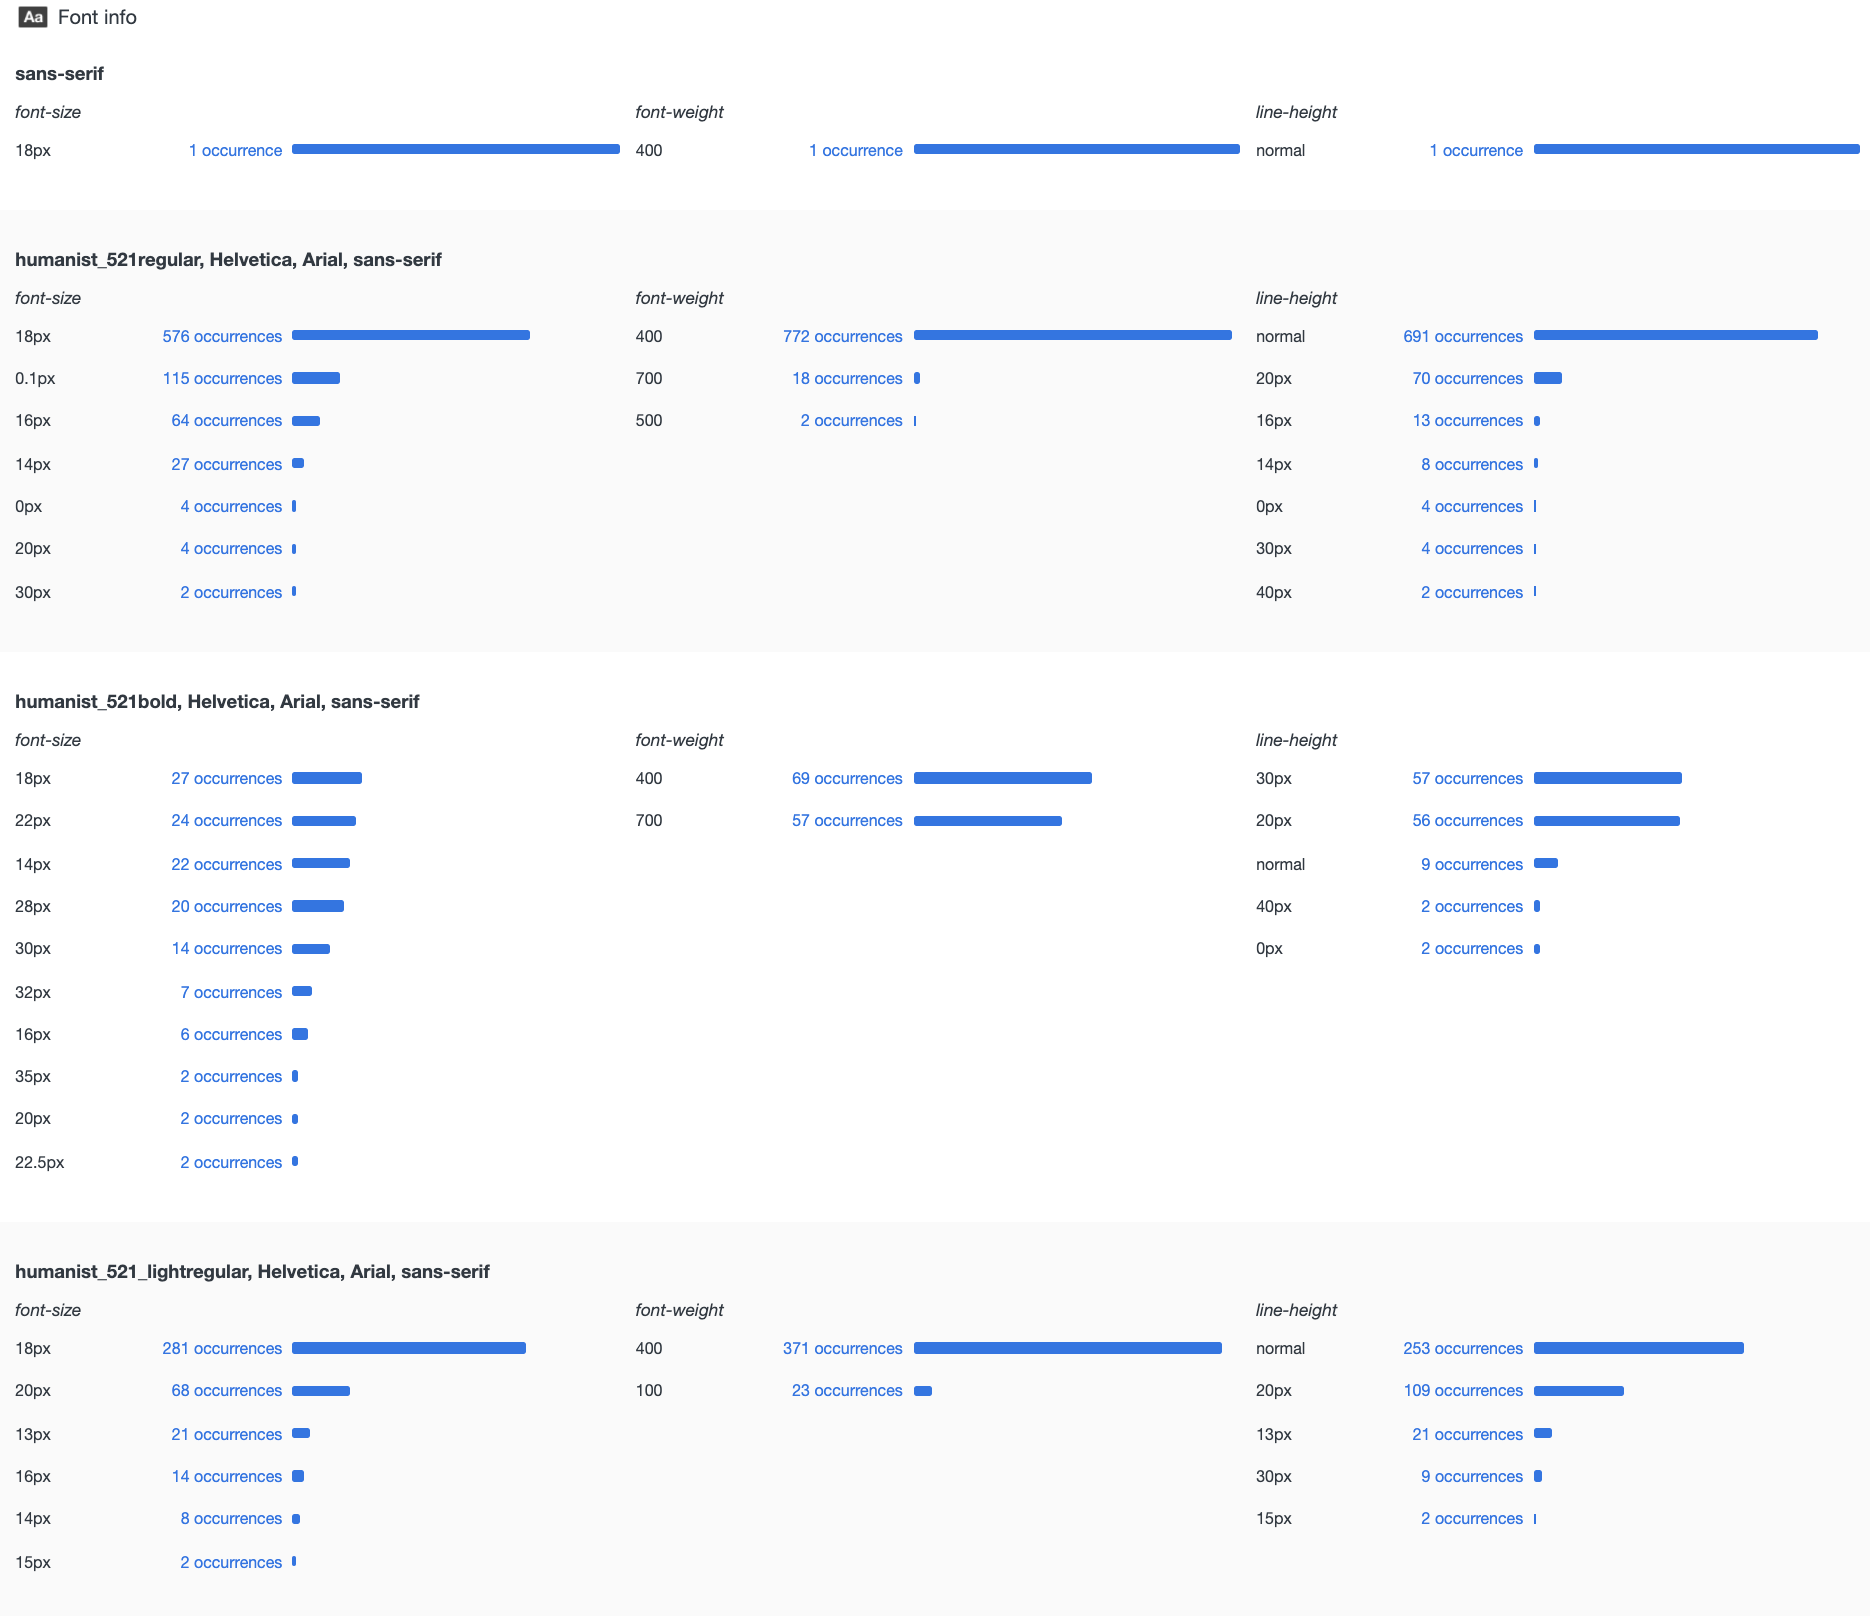 Aa Font info
sans-serif
font-size font-weight line-height
18px 1 occurrence 400 1 occurrence normal 1 occurrence
humanist_521regular, Helvetica, Arial, sans-serif
font-size font-weight line-height
18px 576 occurrences 400 772 occurrences normal 691 occurrences
0.1px 115 occurrences 700 18 occurrences 20px 70 occurrences
16px 64 occurrences 500 2 occurrences 16px 13 occurrences
14px 27 occurrences 14px 8 occurrences
0px 4 occurrences 0px 4 occurrences
20px 4 occurrences 30px 4 occurrences
30px 2 occurrences 40px 2 occurrences
humanist_521bold, Helvetica, Arial, sans-serif
font-size font-weight line-height
18px 27 occurrences 400 69 occurrences 30px 57 occurrences
22px 24 occurrences 700 57 occurrences 20px 56 occurrences
14px 22 occurrences normal 9 occurrences
28px 20 occurrences 40px 2 occurrences
30px 14 occurrences 0px 2 occurrences
32px 7 occurrences
16px 6 occurrences
35px 2 occurrences
20px 2 occurrences
22.5px 2 occurrences
humanist_521_lightregular, Helvetica, Arial, sans-serif
font-size font-weight line-height
18px 281 occurrences 400 371 occurrences normal 253 occurrences
20px 68 occurrences 100 23 occurrences 20px 109 occurrences
13px 21 occurrences 13px 21 occurrences
16px 14 occurrences 30px 9 occurrences
14px 8 occurrences 15px 2 occurrences
15px 2 occurrences